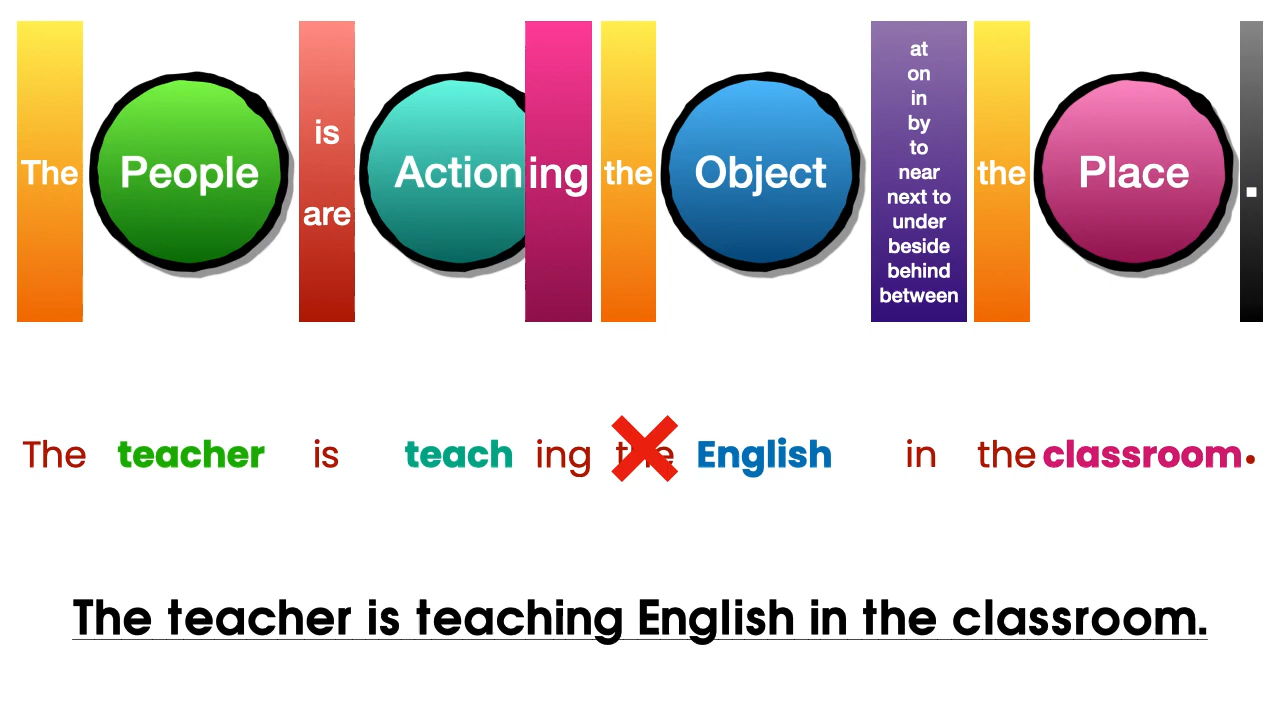 The People is are Action ing the Object at on in by to near next to under beside behind between the Place .
The teacher is teach ing the English in the classroom.
The teacher is teaching English in the classroom.